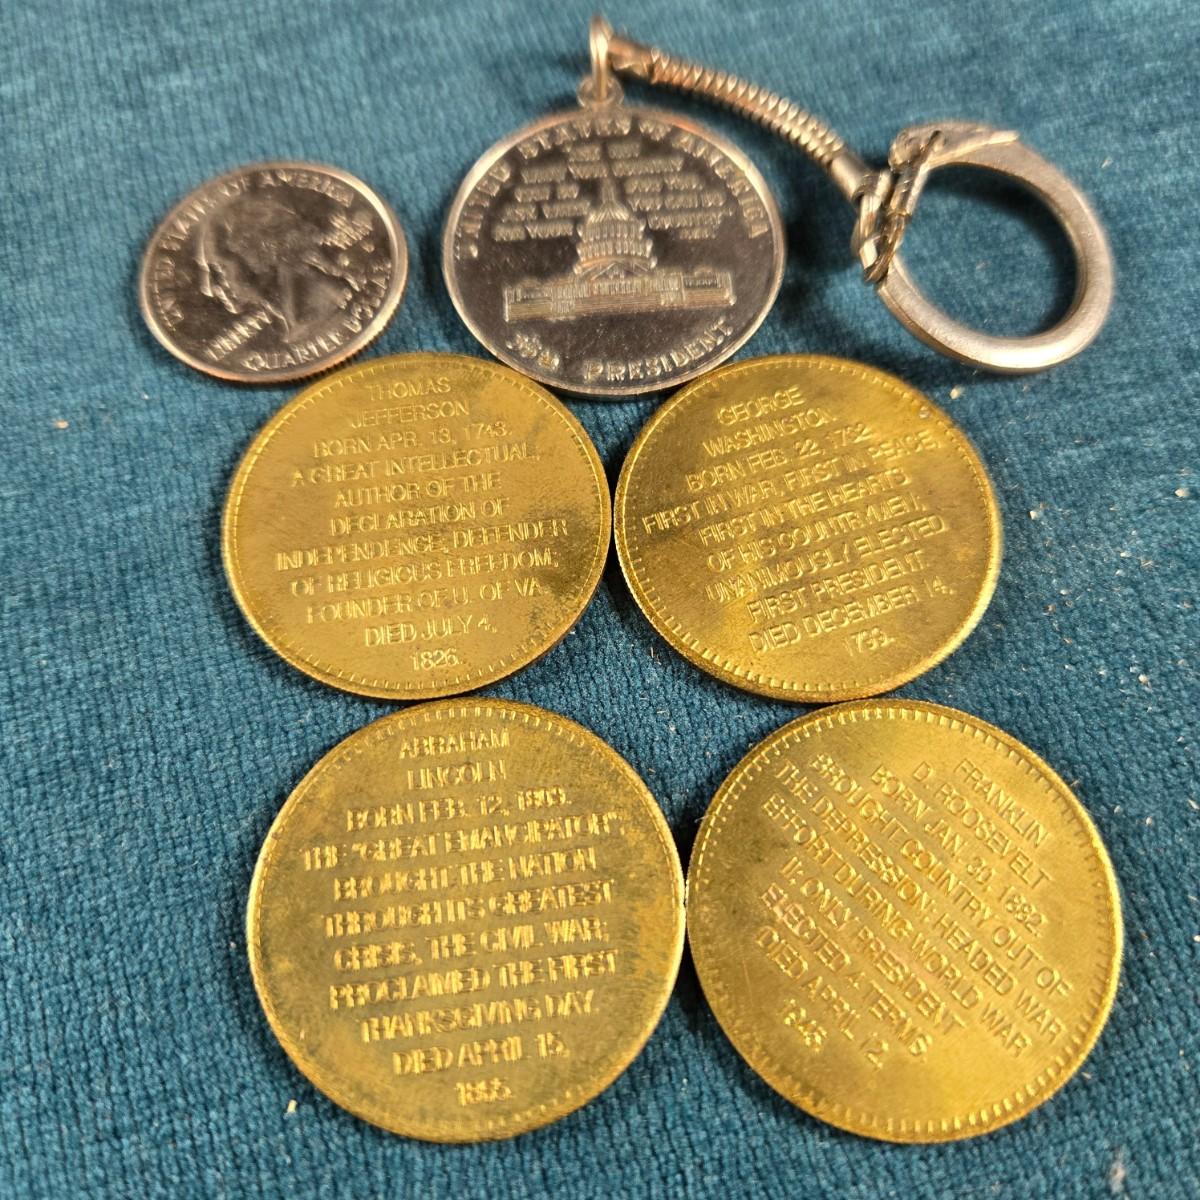 UNITED STATES OF AMERICA
LIBERTY
QUARTER DOLLAR
UNITED STATES OF AMERICA
PRESIDENT
THOMAS
JEFFERSON
BORN APR. 13, 1743.
A GREAT INTELLECTUAL,
AUTHOR OF THE
DECLARATION OF
INDEPENDENCE; DEFENDER
OF RELIGIOUS FREEDOM;
FOUNDER OF U. OF VA.
DIED JULY 4,
1826.
GEORGE
WASHINGTON
BORN FEB. 22, 1732.
FIRST IN WAR, FIRST IN PEACE
FIRST IN THE HEARTS
OF HIS COUNTRYMEN;
UNANIMOUSLY ELECTED
FIRST PRESIDENT.
DIED DECEMBER 14,
1799.
ABRAHAM
LINCOLN
BORN FEB. 12, 1809.
THE "GREAT EMANCIPATOR";
BROUGHT THE NATION
THROUGH ITS GREATEST
CRISIS, THE CIVIL WAR;
PROCLAIMED THE FIRST
THANKSGIVING DAY.
DIED APRIL 15,
1865.
FRANKLIN
D. ROOSEVELT
BORN JAN. 30, 1882.
BROUGHT COUNTRY OUT OF
THE DEPRESSION; HEADED WAR
EFFORT DURING WORLD WAR
II; ONLY PRESIDENT
ELECTED 4 TERMS.
DIED APRIL 12,
1945.